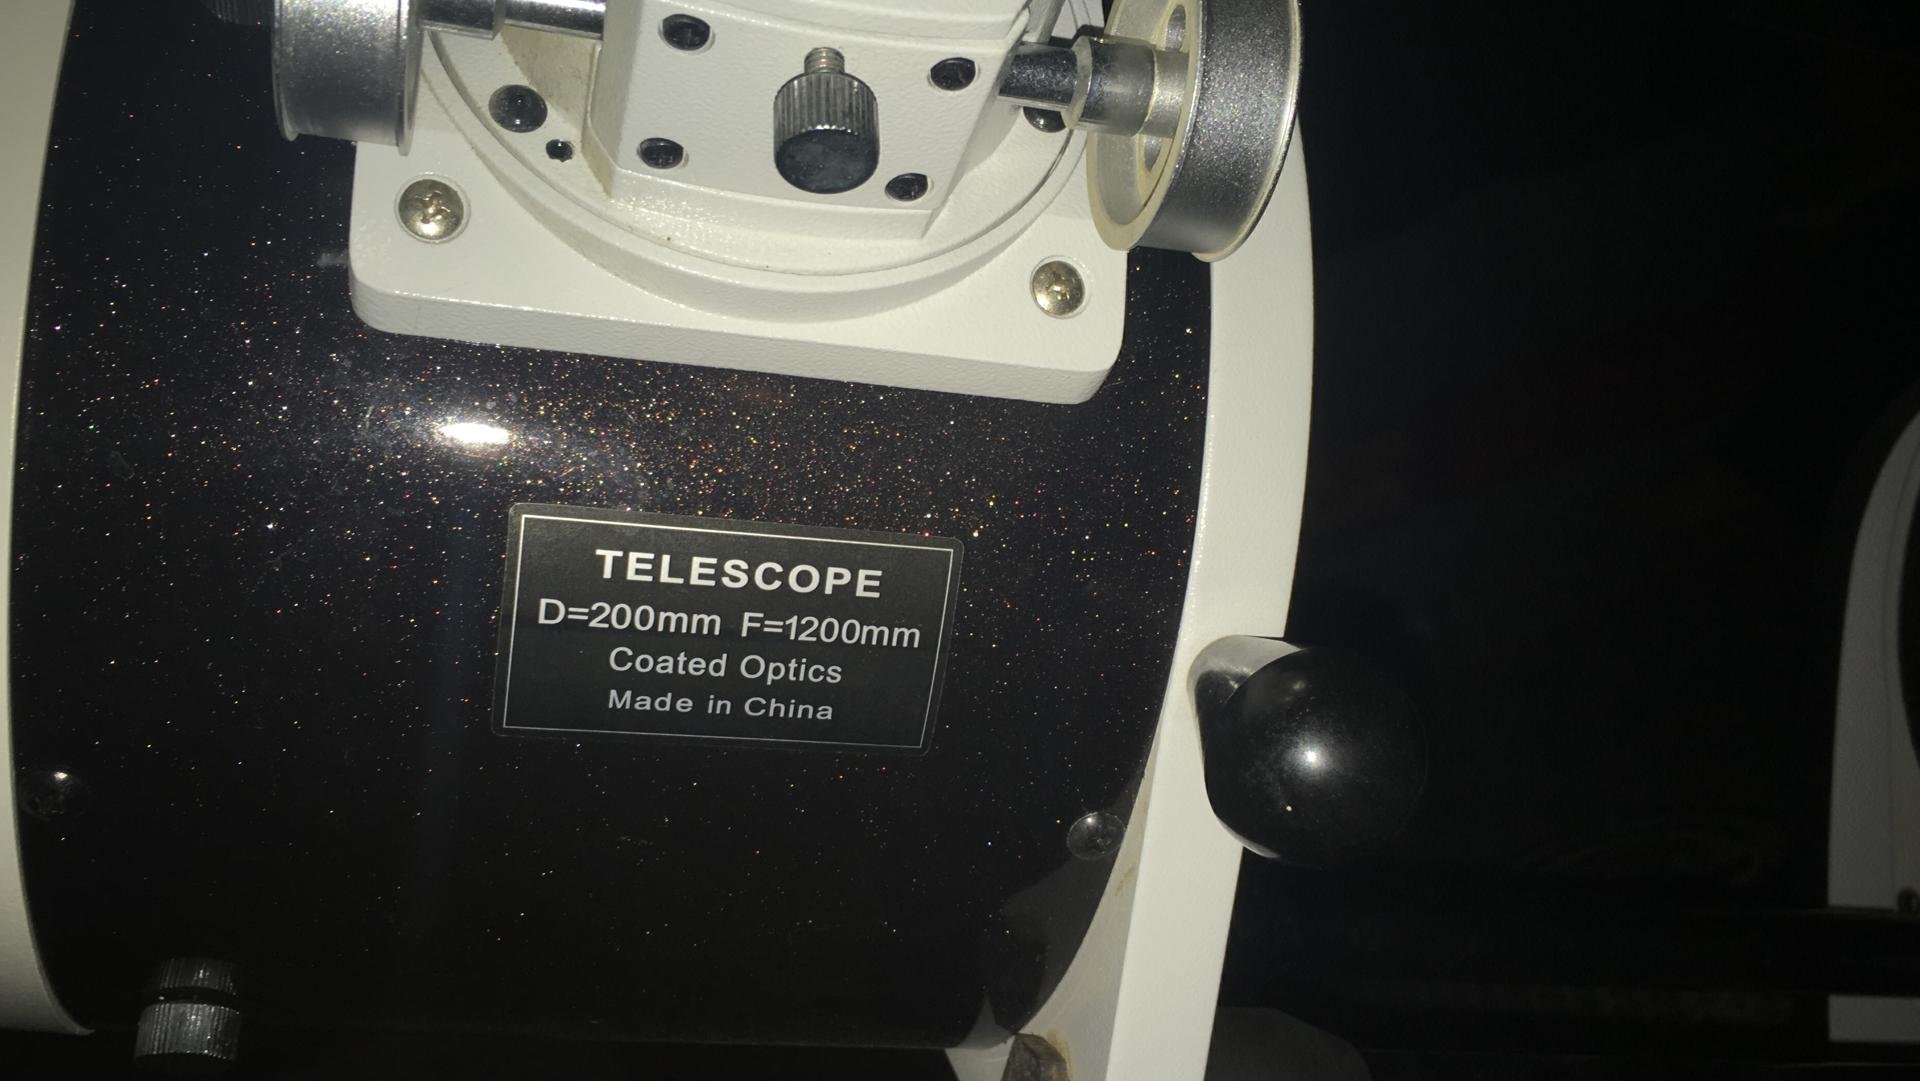 TELESCOPE
D=200mm F=1200mm
Coated Optics
Made in China